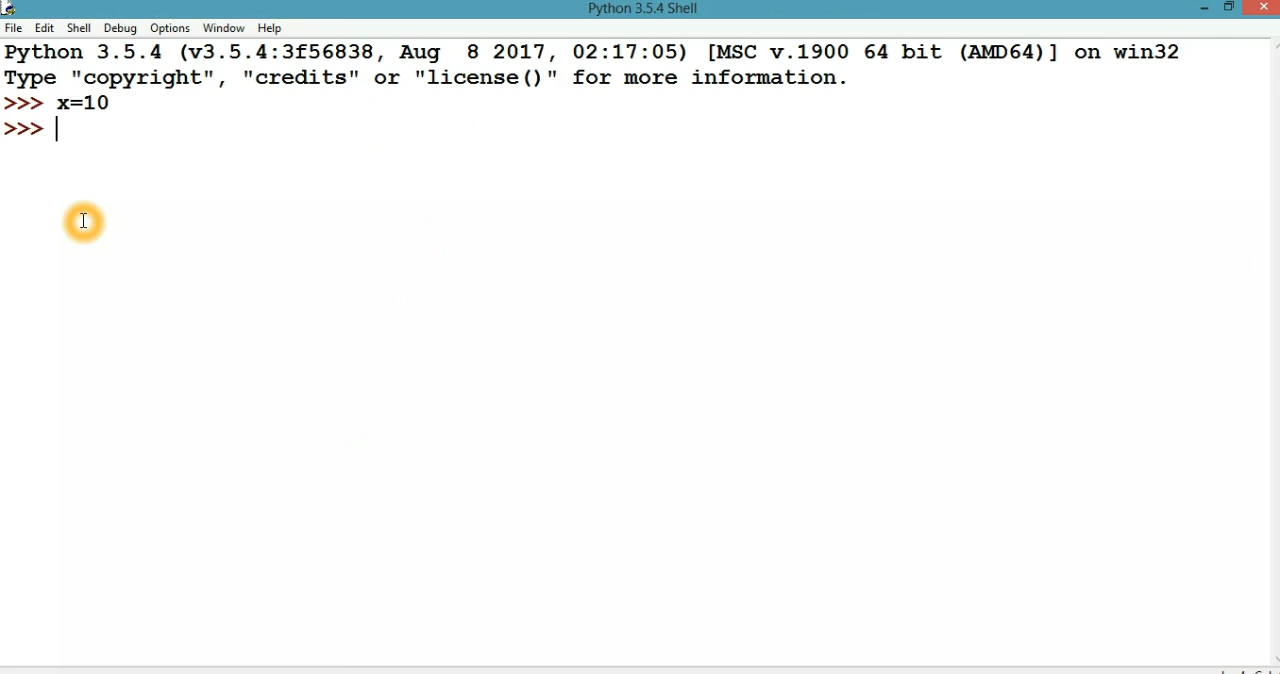 Python 3.5.4 Shell
File Edit Shell Debug Options Window Help
Python 3.5.4 (v3.5.4:3f56838, Aug  8 2017, 02:17:05) [MSC v.1900 64 bit (AMD64)] on win32
Type "copyright", "credits" or "license()" for more information.
>>> x=10
>>>